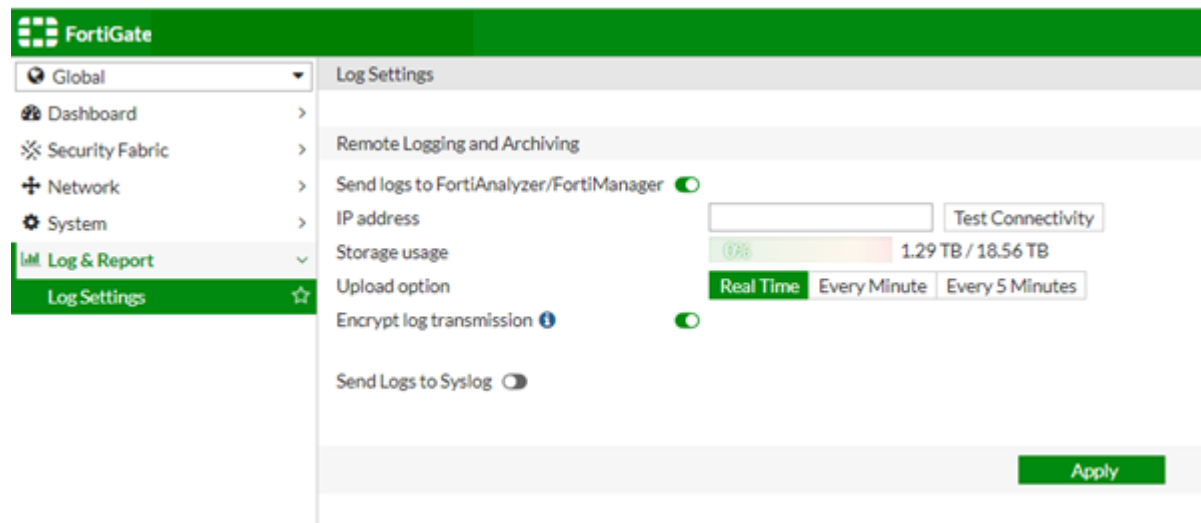 FortiGate
Global
Log Settings
Dashboard
Security Fabric
Remote Logging and Archiving
Network
Send logs to FortiAnalyzer/FortiManager
System
IP address
Test Connectivity
Log & Report
Storage usage
0%
1.29 TB / 18.56 TB
Log Settings
Upload option
Real Time
Every Minute
Every 5 Minutes
Encrypt log transmission
Send Logs to Syslog
Apply